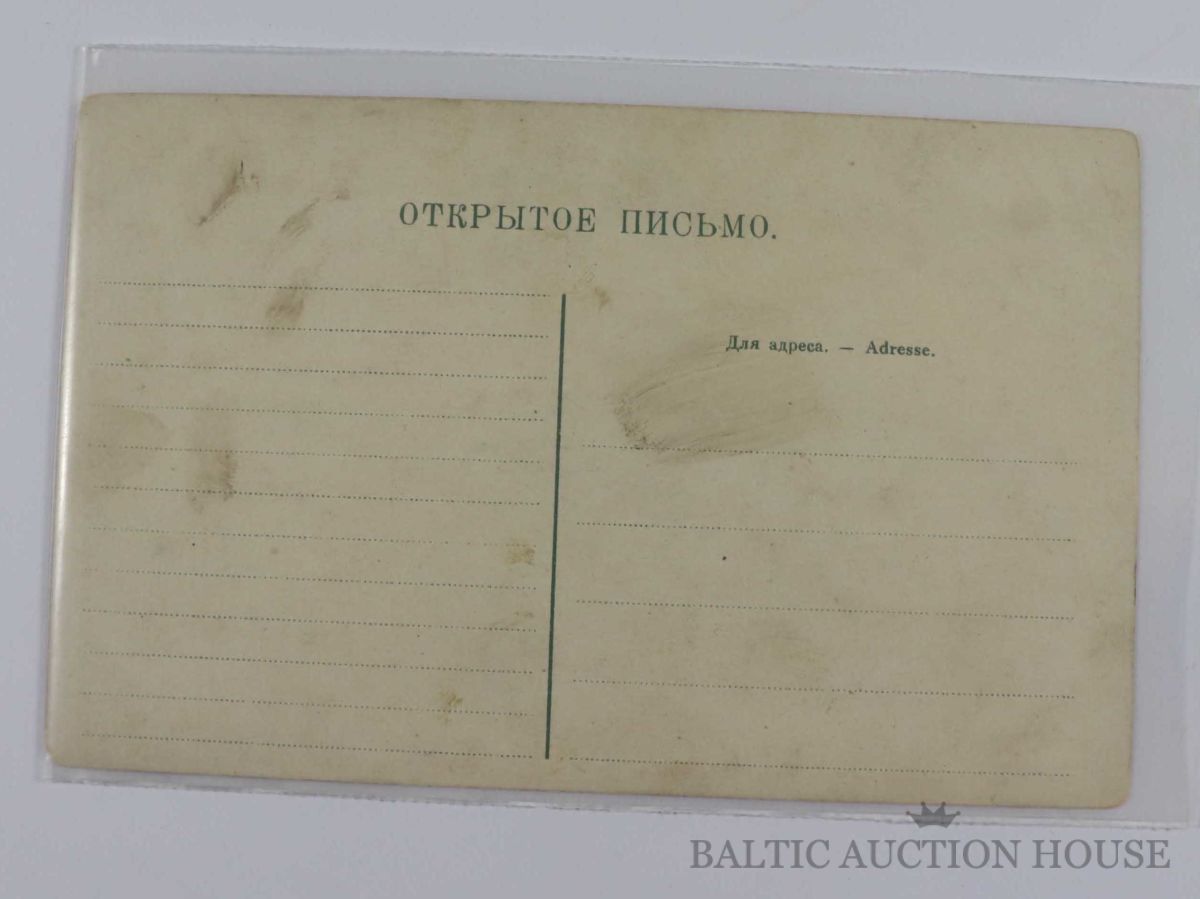 ОТКРЫТОЕ ПИСЬМО.
Для адреса. — Adresse.
BALTIC AUCTION HOUSE